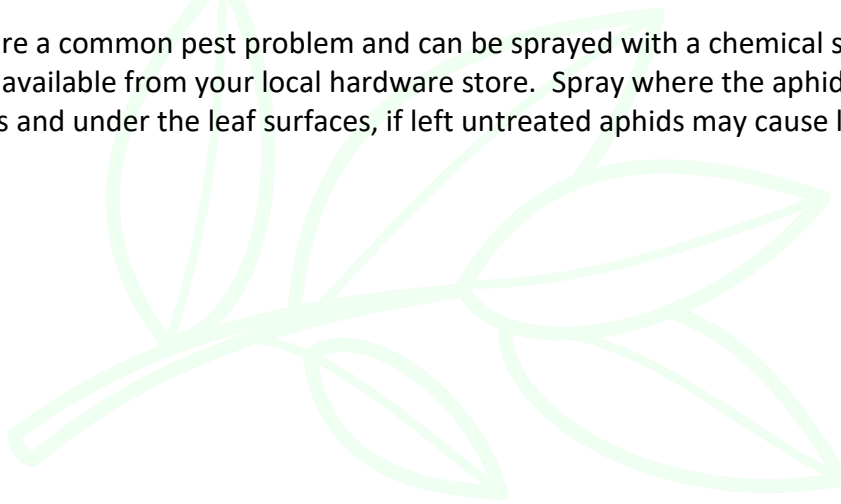 re a common pest problem and can be sprayed with a chemical s
available from your local hardware store.  Spray where the aphid
s and under the leaf surfaces, if left untreated aphids may cause l